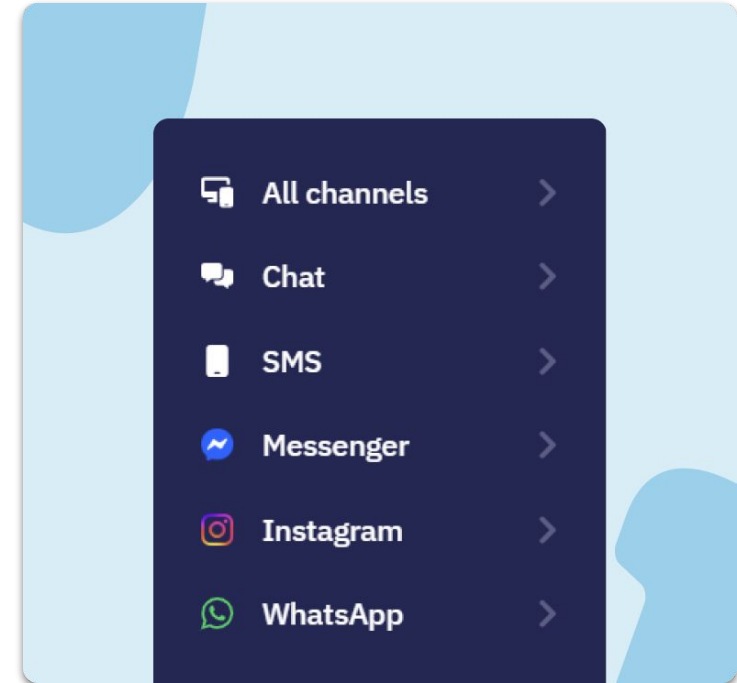 All channels
Chat
SMS
Messenger
Instagram
WhatsApp